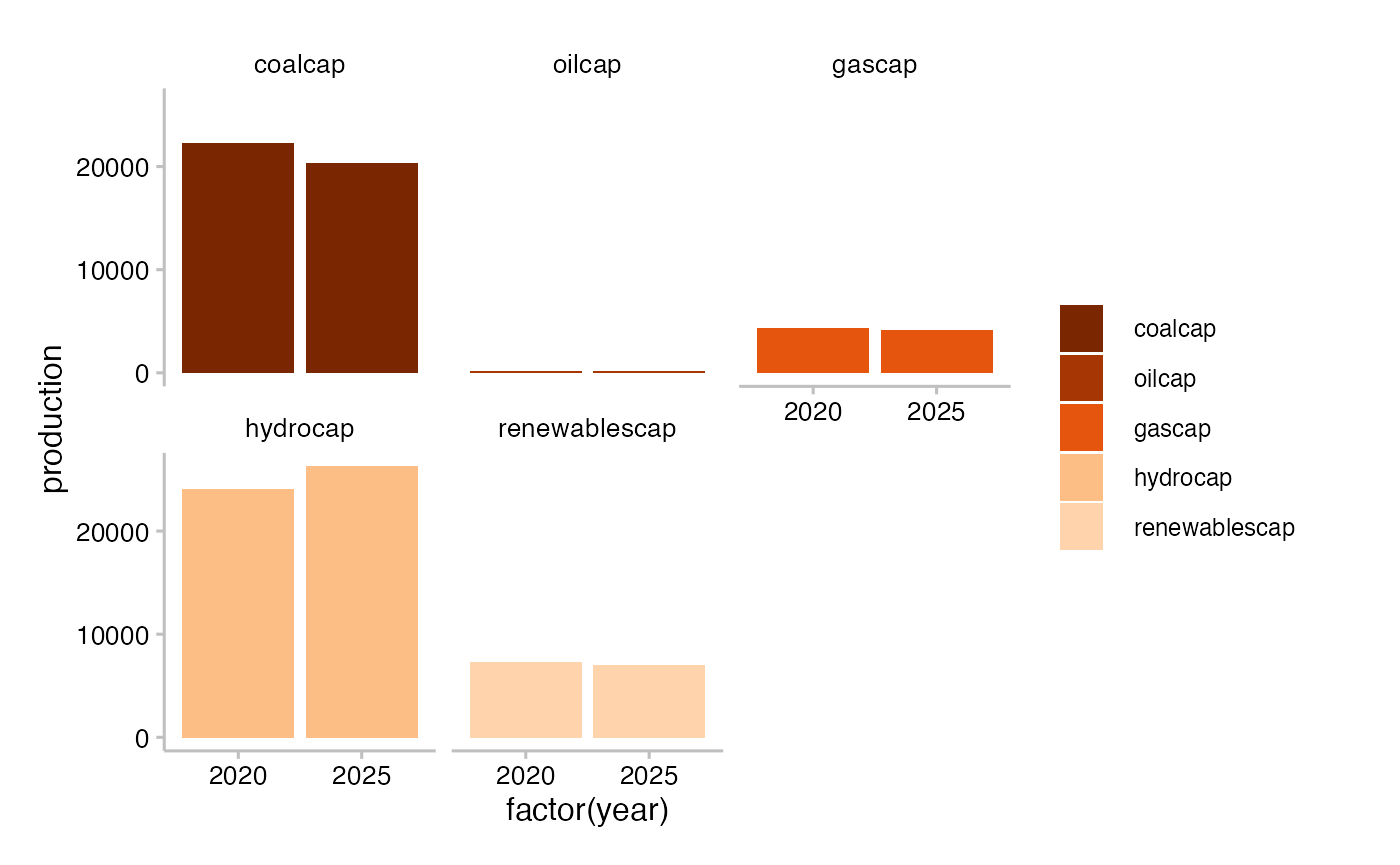 coalcap
oilcap
gascap
20000
10000
0
2020
2025
hydrocap
renewablescap
20000
10000
0
2020
2025
2020
2025
production
factor(year)
coalcap
oilcap
gascap
hydrocap
renewablescap